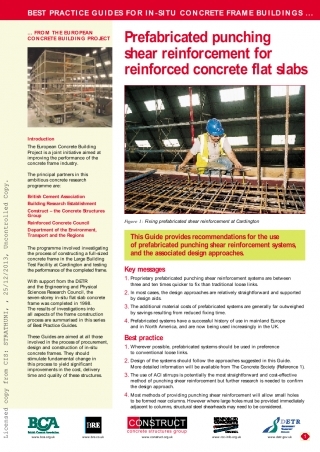 BEST PRACTICE GUIDES FOR IN-SITU CONCRETE FRAME BUILDINGS ...
... FROM THE EUROPEAN
CONCRETE BUILDING PROJECT
Prefabricated punching
shear reinforcement for
reinforced concrete flat slabs
Introduction
The European Concrete Building
Project is a joint initiative aimed at
improving the performance of the
concrete frame industry.
The principal partners in this
ambitious concrete research
programme are:
British Cement Association
Building Research Establishment
Construct – the Concrete Structures
Group
Reinforced Concrete Council
Department of the Environment,
Transport and the Regions
The programme involved investigating
the process of constructing a full-sized
concrete frame in the Large Building
Test Facility at Cardington and testing
the performance of the completed frame.
With support from the DETR
and the Engineering and Physical
Science Research Council, the
seven-storey in-situ flat slab concrete
frame was completed in 1998.
The results of investigations into
all aspects of the frame construction
process are summarised in this series
of Best Practice Guides.
These Guides are aimed at all those
involved in the process of procurement,
design and construction of in-situ
concrete frames. They should
stimulate fundamental change in
this process to yield significant
improvements in the cost, delivery
time and quality of these structures.
Figure 1: Fixing prefabricated shear reinforcement at Cardington
This Guide provides recommendations for the use
of prefabricated punching shear reinforcement systems,
and the associated design approaches.
Key messages
1. Proprietary prefabricated punching shear reinforcement systems are between
three and ten times quicker to fix than traditional loose links.
2. In most cases, the design approaches are relatively straightforward and supported
by design aids.
3. The additional material costs of prefabricated systems are generally far outweighed
by savings resulting from reduced fixing time.
4. Prefabricated systems have a successful history of use in mainland Europe
and in North America, and are now being used increasingly in the UK.
Best practice
1. Wherever possible, prefabricated systems should be used in preference
to conventional loose links.
2. Design of the systems should follow the approaches suggested in this Guide.
More detailed information will be available from The Concrete Society (Reference 1).
3. The use of ACI stirrups is potentially the most straightforward and cost-effective
method of punching shear reinforcement but further research is needed to confirm
the design approach.
4. Most methods of providing punching shear reinforcement will allow small holes
to be formed near columns. However where large holes must be provided immediately
adjacent to columns, structural steel shearheads may need to be considered.
BCA
BRE
CONSTRUCT
concrete structures group
DETR
www.bca.org.uk
www.bre.co.uk
www.construct.org.uk
www.rcc-info.org.uk
www.detr.gov.uk
1
Licensed copy from CIS: STRATHUNI, , 25/11/2013, Uncontrolled Copy.